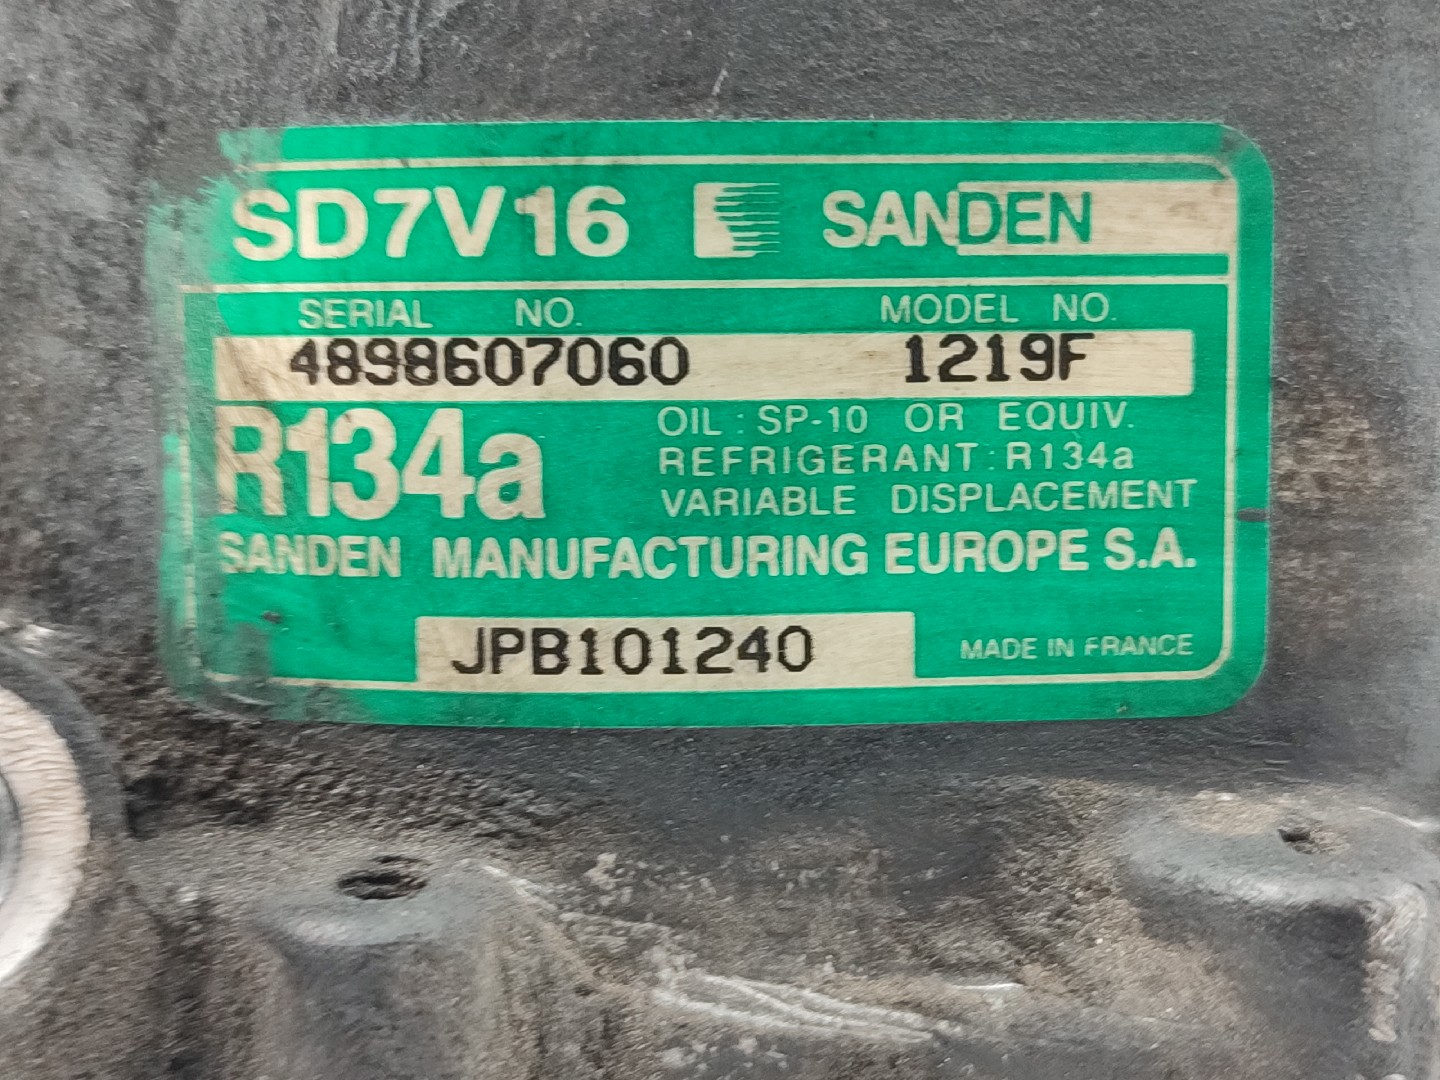 SD7V16 SANDEN
SERIAL NO. MODEL NO.
4898607060 1219F
R134a
OIL : SP-10 OR EQUIV.
REFRIGERANT : R134a
VARIABLE DISPLACEMENT
SANDEN MANUFACTURING EUROPE S.A.
JPB101240 MADE IN FRANCE